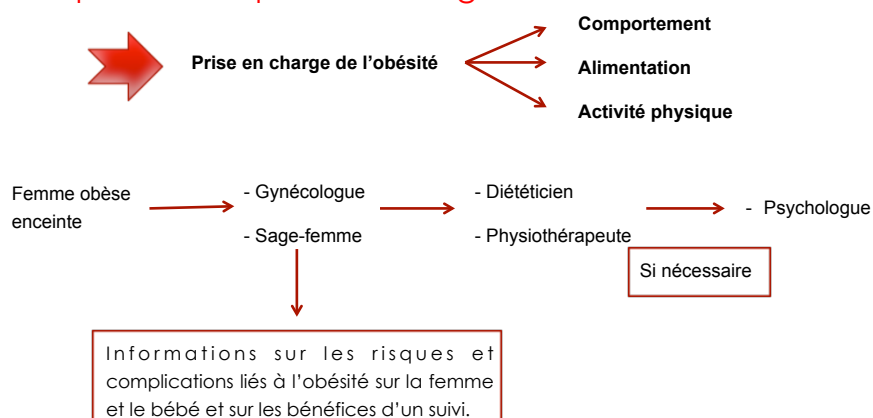 Comportement
Prise en charge de l'obésité
Alimentation
Activité physique
Femme obèse
enceinte
- Gynécologue
- Sage-femme
- Diététicien
- Physiothérapeute
- Psychologue
Si nécessaire
Informations sur les risques et
complications liés à l'obésité sur la femme
et le bébé et sur les bénéfices d'un suivi.